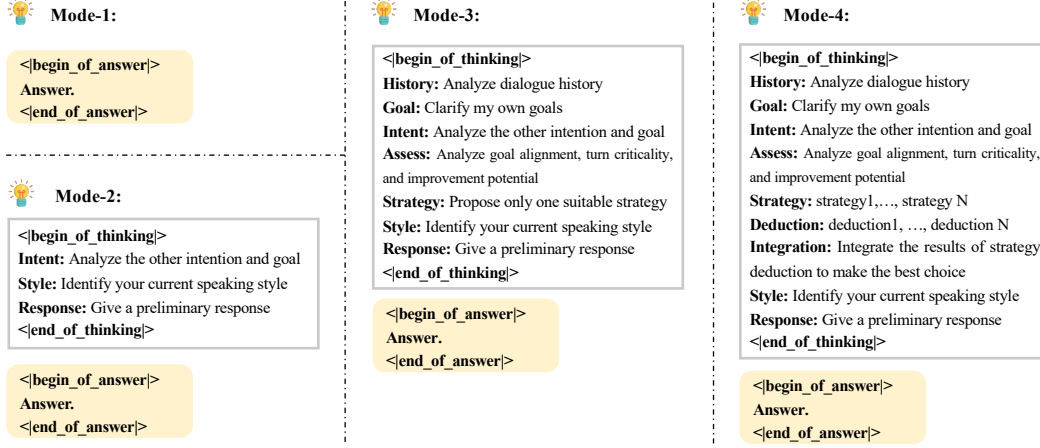 Mode-1:
<|begin_of_answer|>
Answer.
<|end_of_answer|>
Mode-2:
<|begin_of_thinking|>
Intent: Analyze the other intention and goal
Style: Identify your current speaking style
Response: Give a preliminary response
<|end_of_thinking|>
<|begin_of_answer|>
Answer.
<|end_of_answer|>
Mode-3:
<|begin_of_thinking|>
History: Analyze dialogue history
Goal: Clarify my own goals
Intent: Analyze the other intention and goal
Assess: Analyze goal alignment, turn criticality,
and improvement potential
Strategy: Propose only one suitable strategy
Style: Identify your current speaking style
Response: Give a preliminary response
<|end_of_thinking|>
<|begin_of_answer|>
Answer.
<|end_of_answer|>
Mode-4:
<|begin_of_thinking|>
History: Analyze dialogue history
Goal: Clarify my own goals
Intent: Analyze the other intention and goal
Assess: Analyze goal alignment, turn criticality,
and improvement potential
Strategy: strategy1,…, strategy N
Deduction: deduction1, …, deduction N
Integration: Integrate the results of strategy
deduction to make the best choice
Style: Identify your current speaking style
Response: Give a preliminary response
<|end_of_thinking|>
<|begin_of_answer|>
Answer.
<|end_of_answer|>